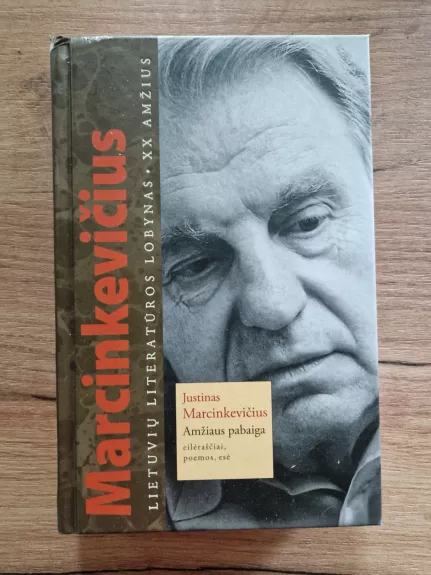 Marcinkevičius
LIETUVIŲ LITERATŪROS LOBYNAS • XX AMŽIUS
Justinas
Marcinkevičius
Amžiaus pabaiga
eilėraščiai,
poemos, esė